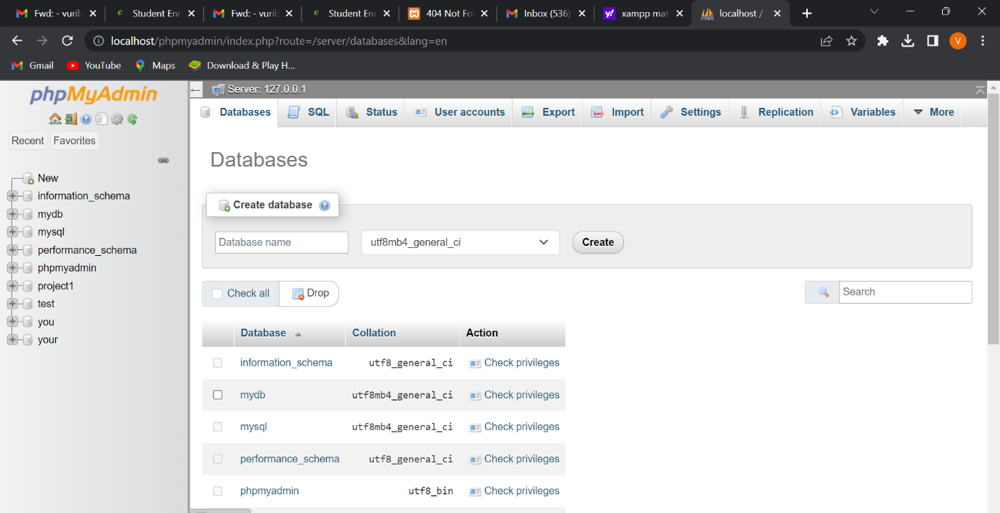 Fwd: - vurib
Student Enr
Fwd: - vurib
Student Enr
404 Not Fo
Inbox (536)
xampp mat
localhost /
localhost/phpmyadmin/index.php?route=/server/databases&lang=en
V
Gmail
YouTube
Maps
Download & Play H...
phpMyAdmin
Recent
Favorites
New
information_schema
mydb
mysql
performance_schema
phpmyadmin
project1
test
you
your
Server: 127.0.0.1
Databases
SQL
Status
User accounts
Export
Import
Settings
Replication
Variables
More
Databases
Create database
Database name
utf8mb4_general_ci
Create
Check all
Drop
Search
Database Collation Action
information_schema utf8_general_ci Check privileges
mydb utf8mb4_general_ci Check privileges
mysql utf8mb4_general_ci Check privileges
performance_schema utf8_general_ci Check privileges
phpmyadmin utf8_bin Check privileges